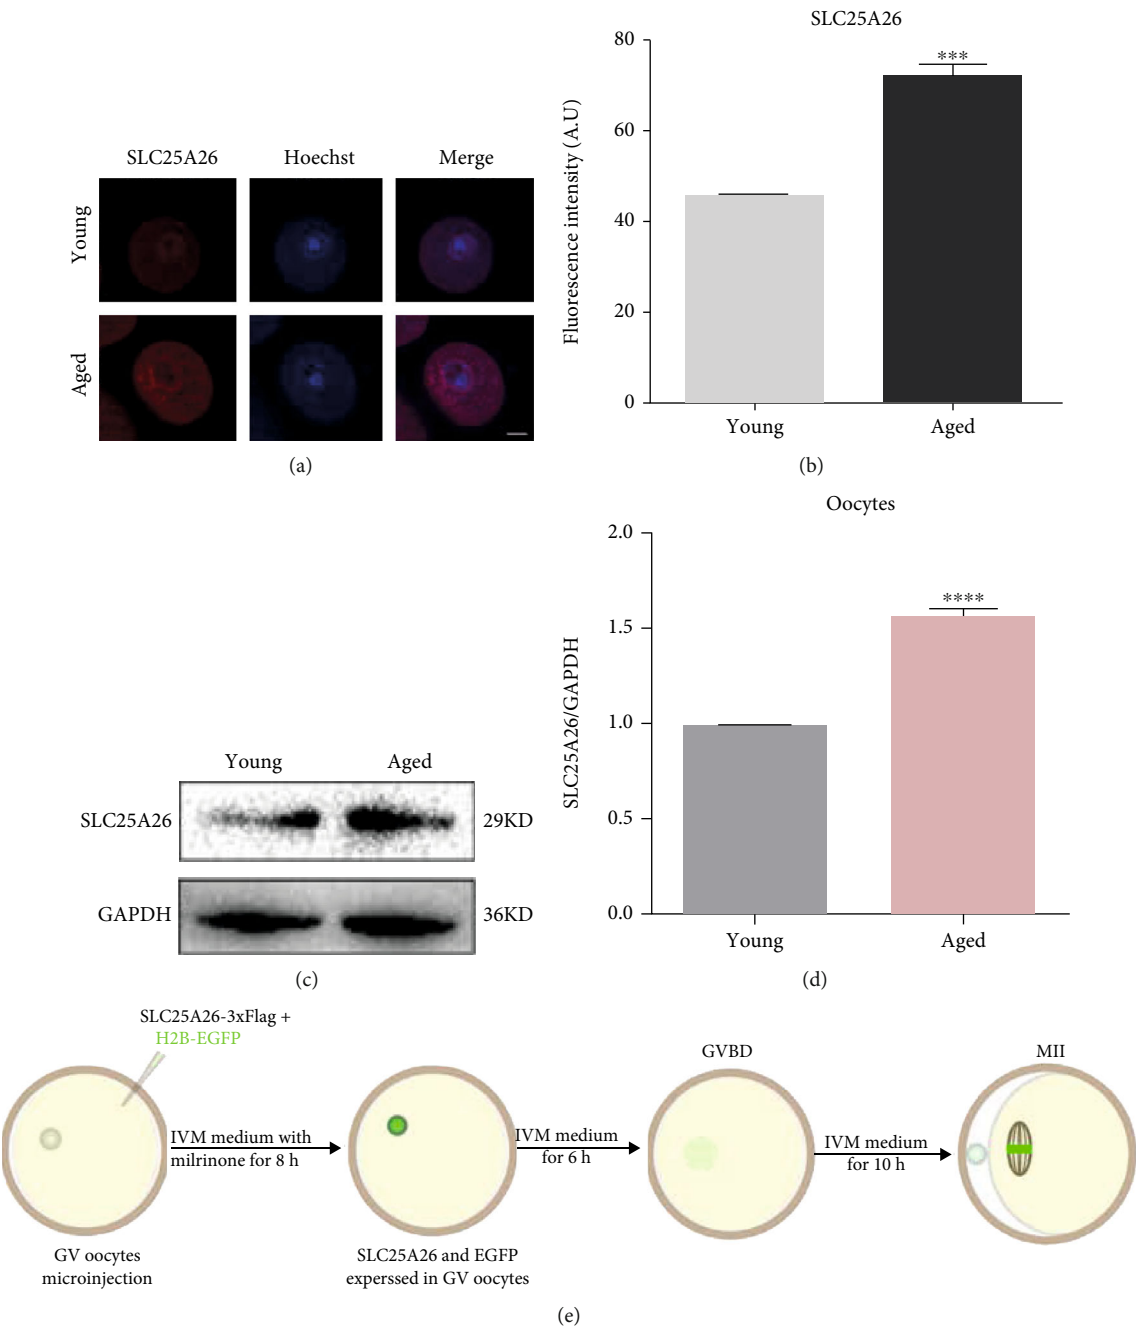 SLC25A26 Hoechst Merge
Young
Aged
(a)
SLC25A26
Fluorescence intensity (A.U)
80
60
40
20
0
***
Young Aged
(b)
Young Aged
SLC25A26 29KD
GAPDH 36KD
(c)
Oocytes
SLC25A26/GAPDH
2.0
1.5
1.0
0.5
0.0
****
Young Aged
(d)
SLC25A26-3xFlag +
H2B-EGFP
GV oocytes
microinjection
IVM medium with
milrinone for 8 h
SLC25A26 and EGFP
experssed in GV oocytes
IVM medium
for 6 h
GVBD
IVM medium
for 10 h
MII
(e)